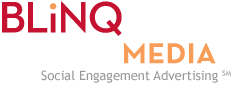 BLiNQ
MEDIA
Social Engagement Advertising ℠